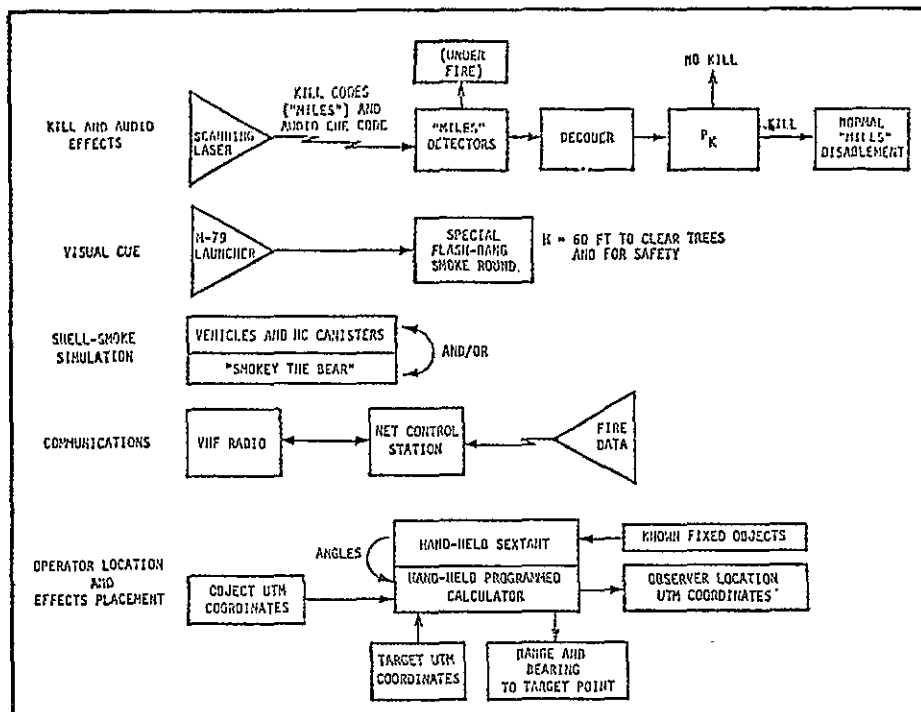 (UNDER
FIRE)
NO KILL
KILL CODES
("MILES") AND
AUDIO CUE CODE
KILL AND AUDIO
EFFECTS
SCANNING
LASER
"MILES"
DETECTORS
DECODER
PK
KILL
NORMAL
"MILES"
DISABLEMENT
VISUAL CUE
M-79
LAUNCHER
SPECIAL
FLASH-BANG
SMOKE ROUND.
H = 60 FT TO CLEAR TREES
AND FOR SAFETY
SHELL-SMOKE
SIMULATION
VEHICLES AND HC CANISTERS
"SMOKEY THE BEAR"
AND/OR
COMMUNICATIONS
VHF RADIO
NET CONTROL
STATION
FIRE
DATA
OPERATOR LOCATION
AND
EFFECTS PLACEMENT
ANGLES
HAND-HELD SEXTANT
KNOWN FIXED OBJECTS
OBJECT UTM
COORDINATES
HAND-HELD PROGRAMMED
CALCULATOR
OBSERVER LOCATION
UTM COORDINATES
TARGET UTM
COORDINATES
RANGE AND
BEARING
TO TARGET POINT